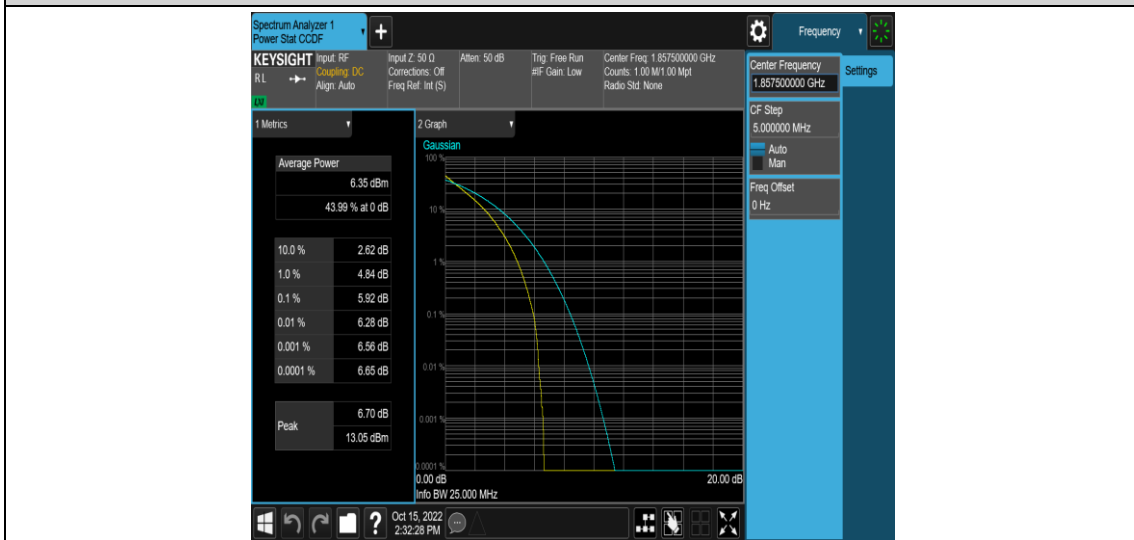 Spectrum Analyzer 1
Power Stat CCDF
+
Frequency
KEYSIGHT
RL
LXI
Input: RF
Coupling: DC
Align: Auto
Input Z: 50 Ω
Corrections: Off
Freq Ref: Int (S)
Atten: 50 dB
Trig: Free Run
#IF Gain: Low
Center Freq: 1.857500000 GHz
Counts: 1.00 M/1.00 Mpt
Radio Std: None
Center Frequency
1.857500000 GHz
Settings
CF Step
5.000000 MHz
Auto
Man
Freq Offset
0 Hz
1 Metrics
Average Power
6.35 dBm
43.99 % at 0 dB
10.0 % 2.62 dB
1.0 % 4.84 dB
0.1 % 5.92 dB
0.01 % 6.28 dB
0.001 % 6.56 dB
0.0001 % 6.65 dB
Peak
6.70 dB
13.05 dBm
2 Graph
Gaussian
100 %
10 %
1 %
0.1 %
0.01 %
0.001 %
0.0001 %
0.00 dB 20.00 dB
Info BW 25.000 MHz
?
Oct 15, 2022
2:32:28 PM